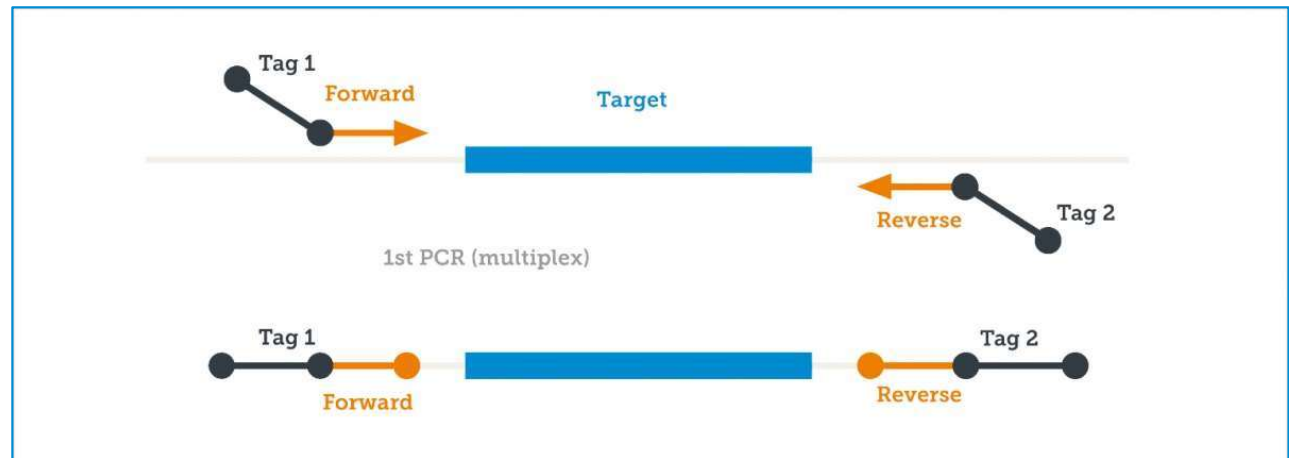 Tag 1
Forward
Target
Reverse
Tag 2
1st PCR (multiplex)
Tag 1
Tag 2
Forward
Reverse